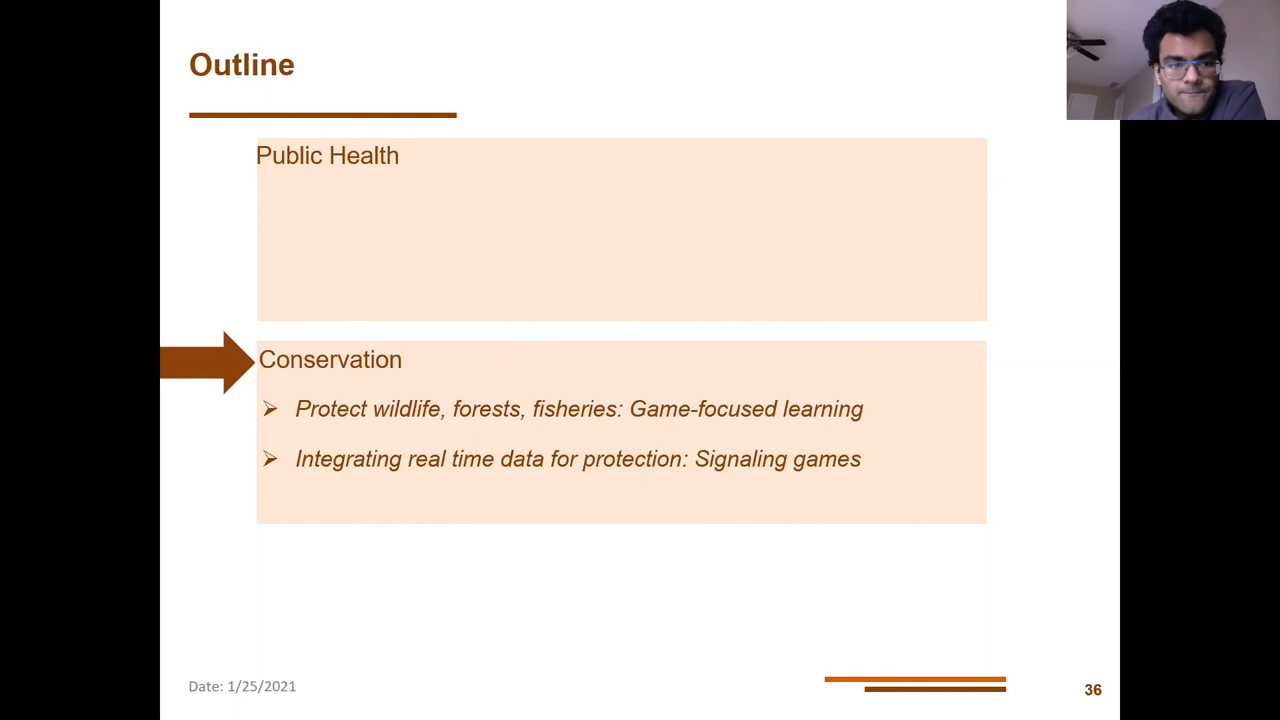 Outline
Public Health
Conservation
➢ Protect wildlife, forests, fisheries: Game-focused learning
➢ Integrating real time data for protection: Signaling games
Date: 1/25/2021
36